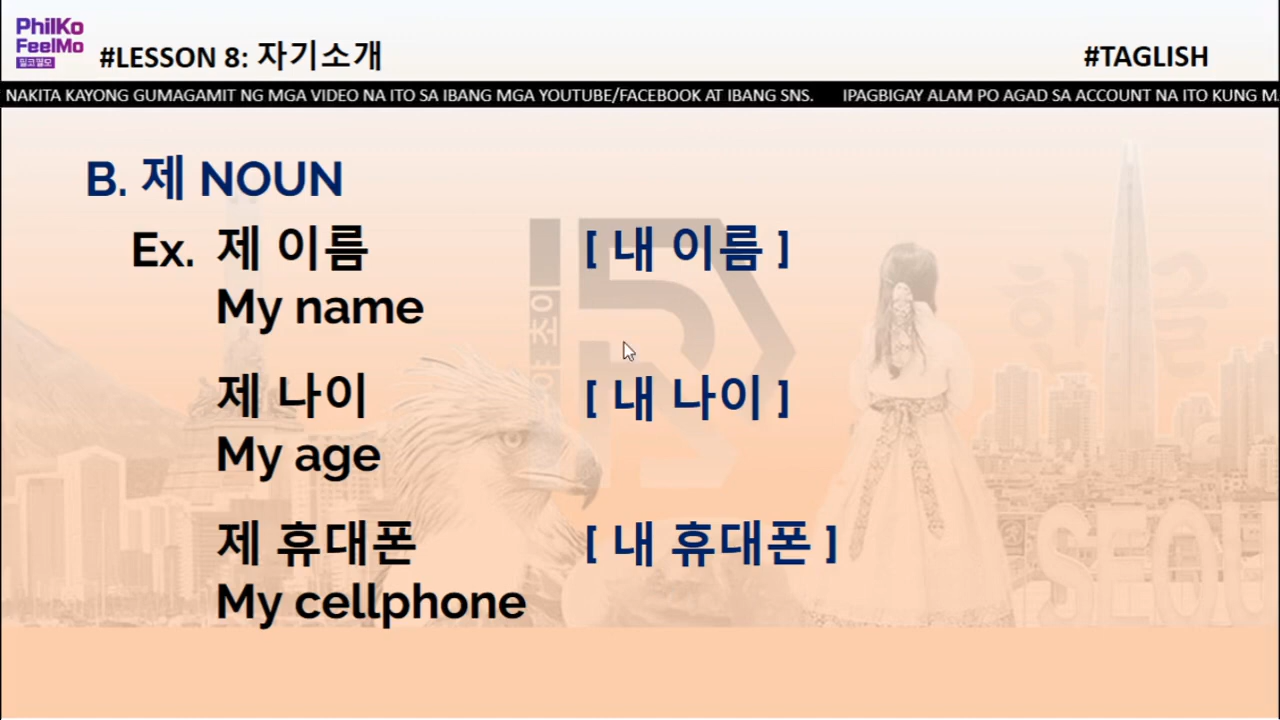 PhilKo
FeelMo
필코필모
#LESSON 8: 자기소개
#TAGLISH
NAKITA KAYONG GUMAGAMIT NG MGA VIDEO NA ITO SA IBANG MGA YOUTUBE/FACEBOOK AT IBANG SNS. IPAGBIGAY ALAM PO AGAD SA ACCOUNT NA ITO KUNG
B. 제 NOUN
Ex. 제 이름 [ 내 이름 ]
My name
제 나이 [ 내 나이 ]
My age
제 휴대폰 [ 내 휴대폰 ]
My cellphone
한글
SEOU